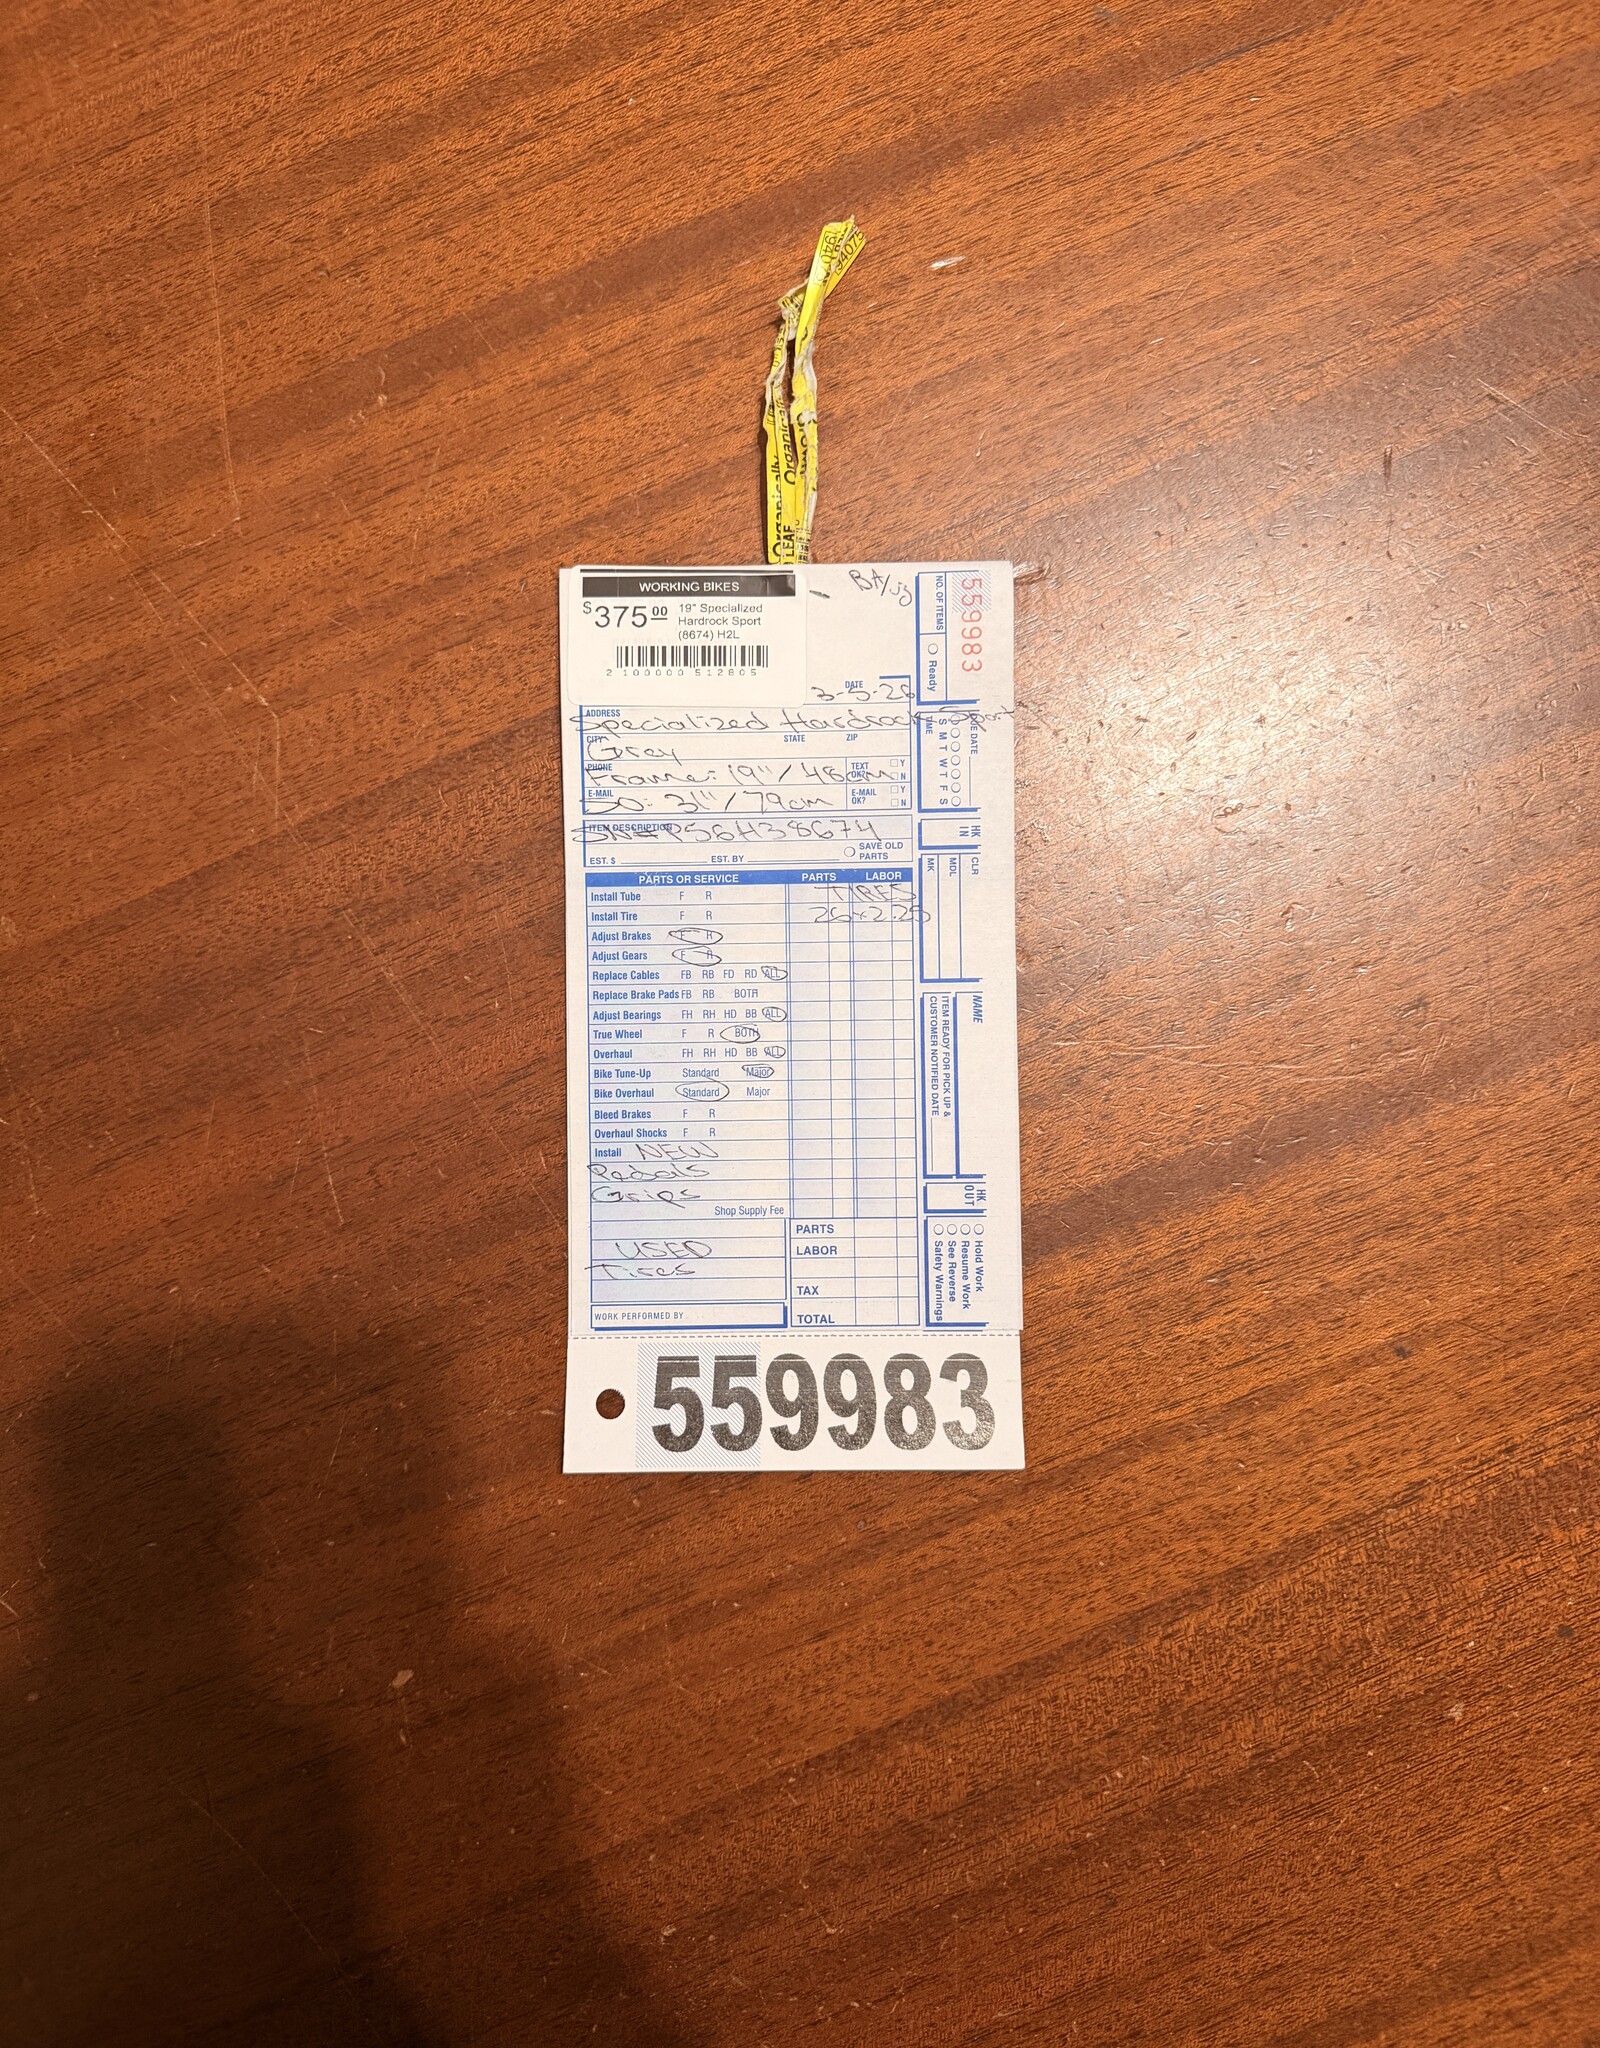 94075
Organically
Organic
LEAF
WORKING BIKES
$375.00
19" Specialized
Hardrock Sport
(8674) H2L
2 100000 512805
BA/JJ
DATE
3-5-26
ADDRESS
Specialized Hardrock Sport
CITY STATE ZIP
Grey
PHONE TEXT OK? Y N
Frame: 19"/48cm
E-MAIL E-MAIL OK? Y N
SO: 31"/79cm
ITEM DESCRIPTION
SN# P56H38674
EST. $ EST. BY SAVE OLD PARTS
PARTS OR SERVICE PARTS LABOR
Install Tube F R TIRES
Install Tire F R 26x2.25
Adjust Brakes F R
Adjust Gears F R
Replace Cables FB RB FD RD ALL
Replace Brake Pads FB RB BOTH
Adjust Bearings FH RH HD BB ALL
True Wheel F R BOTH
Overhaul FH RH HD BB ALL
Bike Tune-Up Standard Major
Bike Overhaul Standard Major
Bleed Brakes F R
Overhaul Shocks F R
Install NEW
Pedals
Grips
Shop Supply Fee
USED
Tires
WORK PERFORMED BY
PARTS
LABOR
TAX
TOTAL
559983
NO. OF ITEMS
Ready
DUE DATE
S M T W T F S
TIME
HK IN
CLR
MDL
MK
NAME
ITEM READY FOR PICK UP &
CUSTOMER NOTIFIED DATE
HK OUT
Hold Work
Resume Work
See Reverse
Safety Warnings
559983